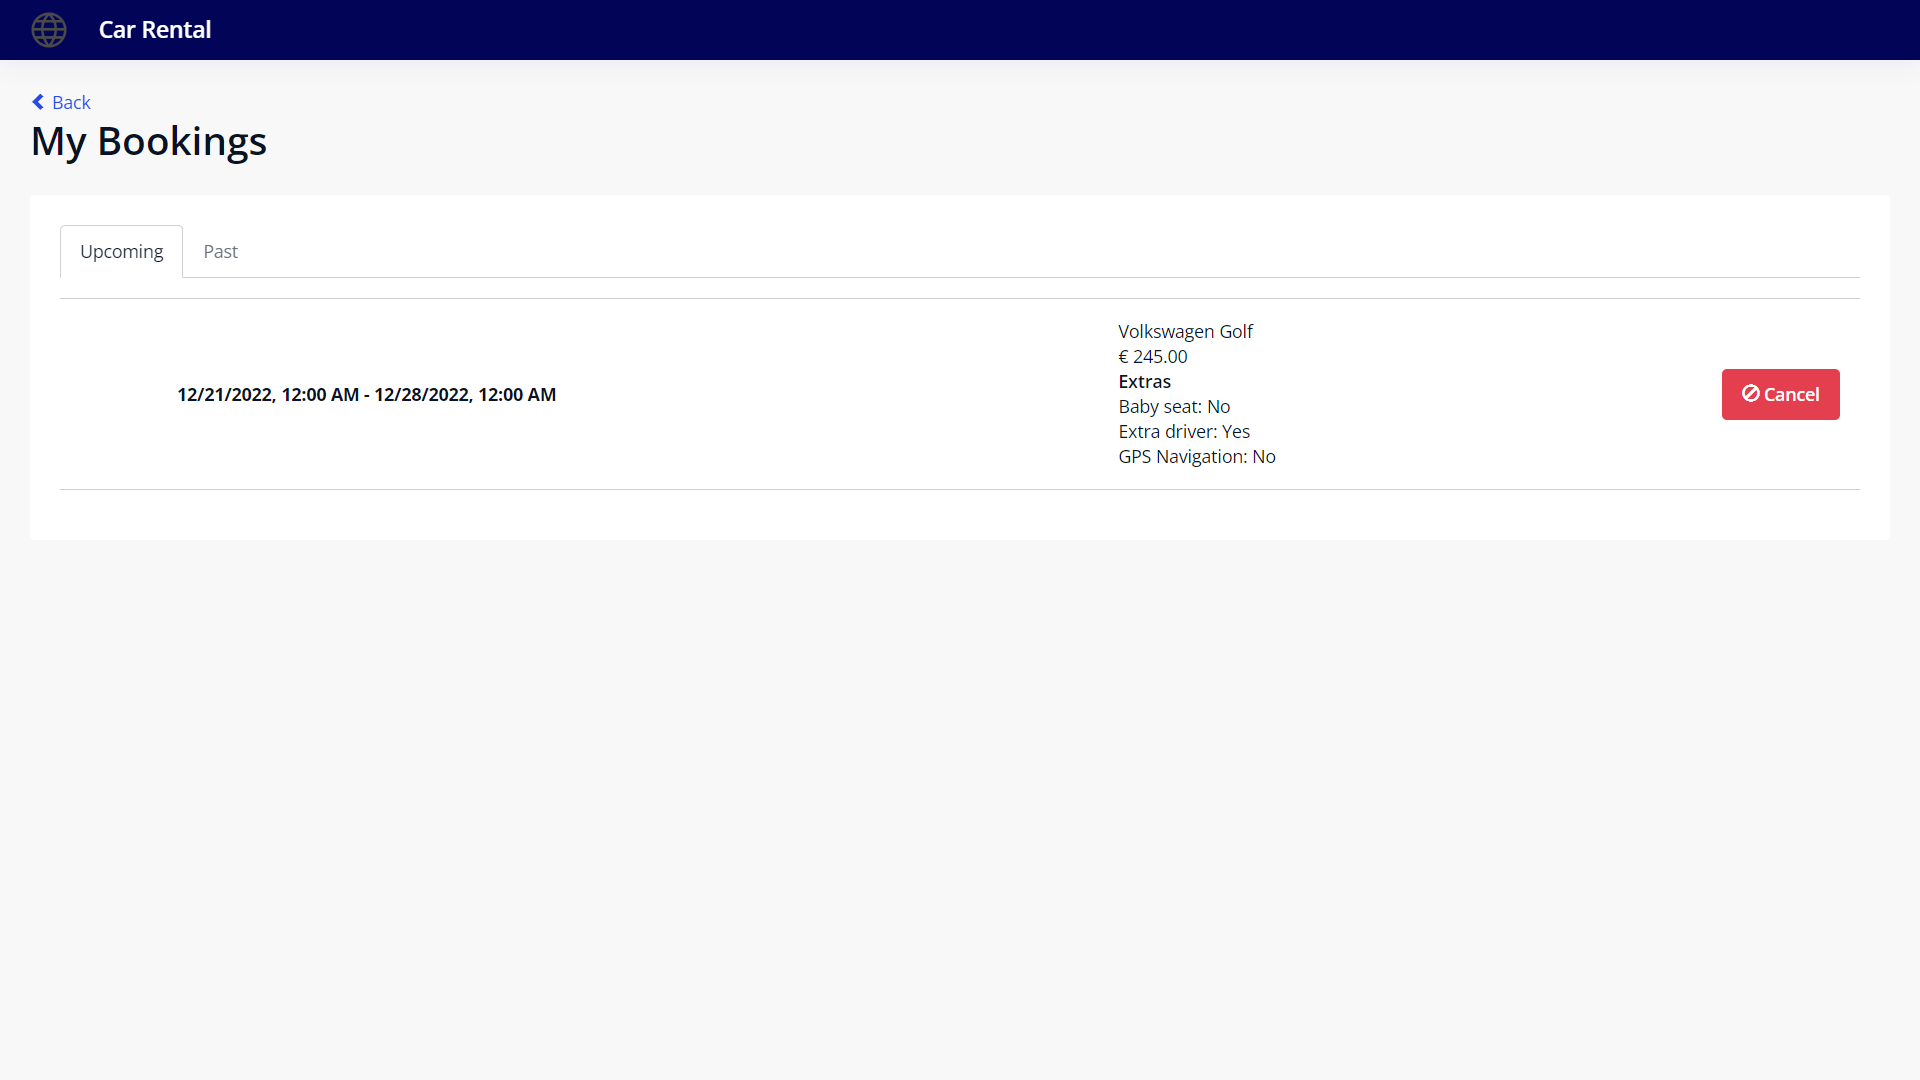 Car Rental
Back
My Bookings
Upcoming
Past
12/21/2022, 12:00 AM - 12/28/2022, 12:00 AM
Volkswagen Golf
€ 245.00
Extras
Baby seat: No
Extra driver: Yes
GPS Navigation: No
Cancel